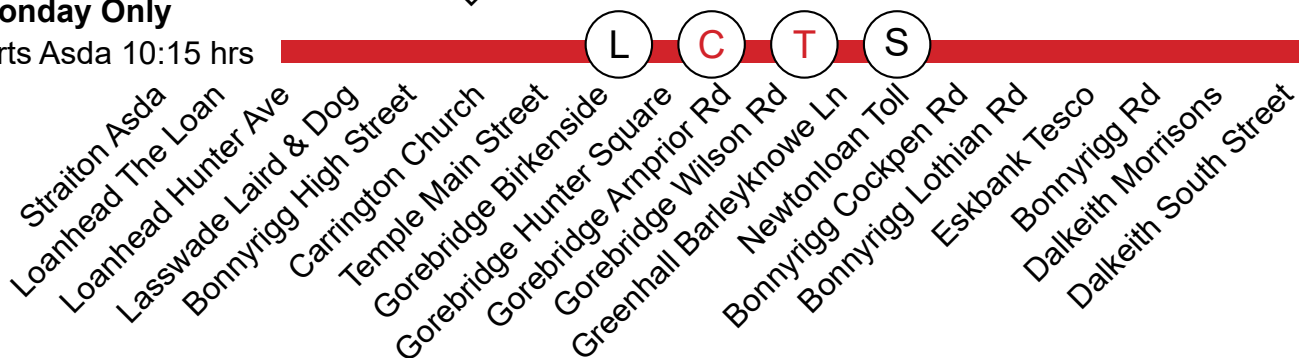 onday Only
rts Asda 10:15 hrs
L C T S
Straiton Asda
Loanhead The Loan
Loanhead Hunter Ave
Lasswade Laird & Dog
Bonnyrigg High Street
Carrington Church
Temple Main Street
Gorebridge Birkenside
Gorebridge Hunter Square
Gorebridge Arnprior Rd
Gorebridge Wilson Rd
Greenhall Barleyknowe Ln
Newtonloan Toll
Bonnyrigg Cockpen Rd
Bonnyrigg Lothian Rd
Eskbank Tesco
Bonnyrigg Rd
Dalkeith Morrisons
Dalkeith South Street